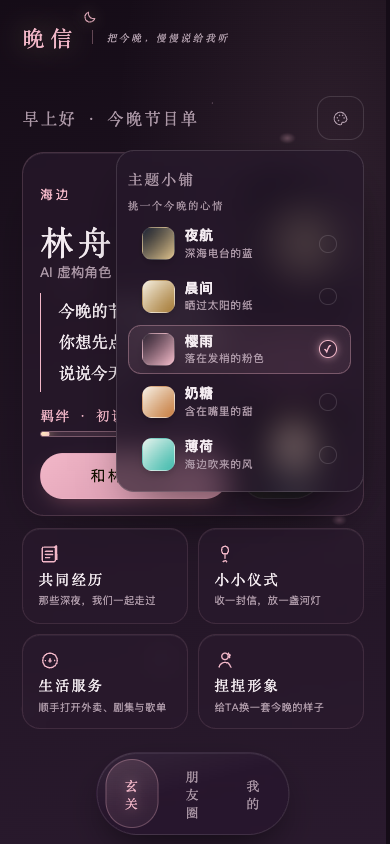 晚信
把今晚，慢慢说给我听
早上好 · 今晚节目单
海边
林舟
AI 虚构角色
今晚的节
你想先点
说说今天
羁绊 · 初
和林
主题小铺
挑一个今晚的心情
夜航
深海电台的蓝
晨间
晒过太阳的纸
樱雨
落在发梢的粉色
奶糖
含在嘴里的甜
薄荷
海边吹来的风
共同经历
那些深夜，我们一起走过
小小仪式
收一封信，放一盏河灯
生活服务
顺手打开外卖、剧集与歌单
捏捏形象
给TA换一套今晚的样子
玄关
朋友圈
我的